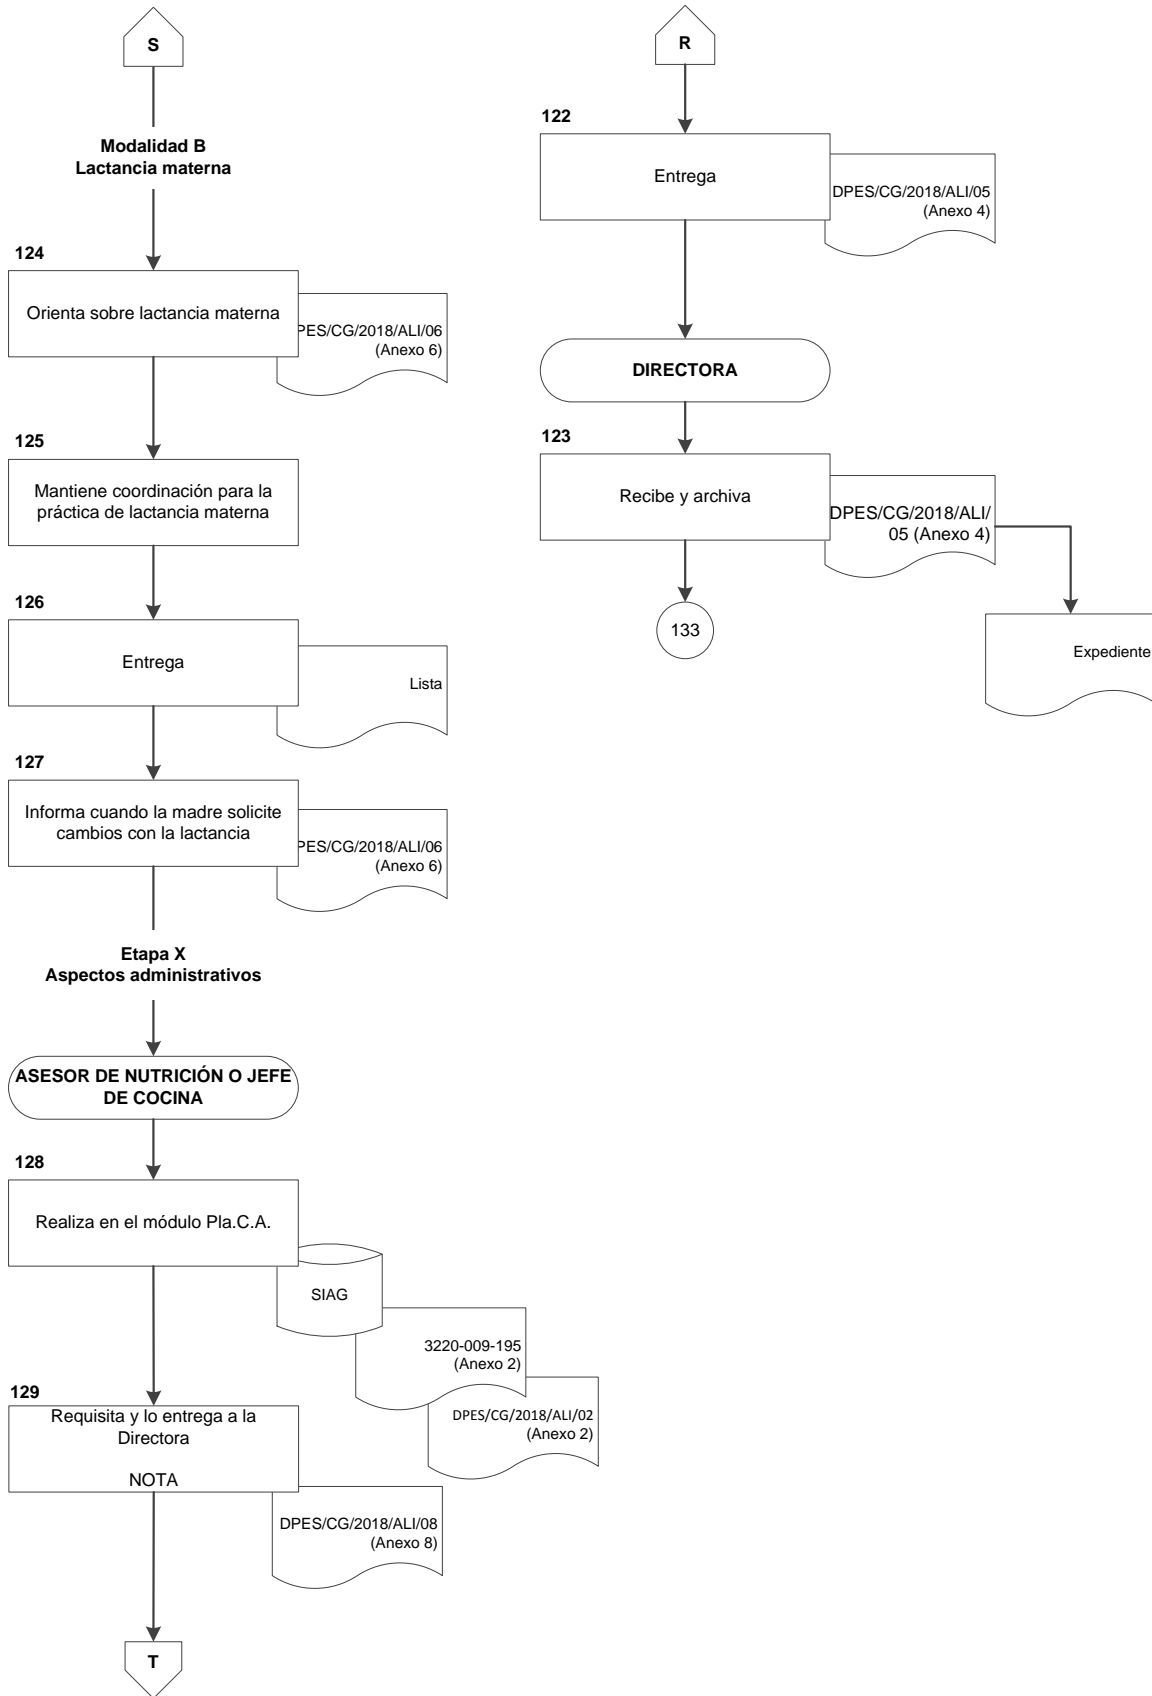 S
Modalidad B
Lactancia materna
124
Orienta sobre lactancia materna
PES/CG/2018/ALI/06
(Anexo 6)
125
Mantiene coordinación para la
práctica de lactancia materna
126
Entrega
Lista
127
Informa cuando la madre solicite
cambios con la lactancia
PES/CG/2018/ALI/06
(Anexo 6)
Etapa X
Aspectos administrativos
ASESOR DE NUTRICIÓN O JEFE
DE COCINA
128
Realiza en el módulo Pla.C.A.
SIAG
3220-009-195
(Anexo 2)
DPES/CG/2018/ALI/02
(Anexo 2)
129
Requisita y lo entrega a la
Directora
NOTA
DPES/CG/2018/ALI/08
(Anexo 8)
T
R
122
Entrega
DPES/CG/2018/ALI/05
(Anexo 4)
DIRECTORA
123
Recibe y archiva
DPES/CG/2018/ALI/
05 (Anexo 4)
133
Expediente